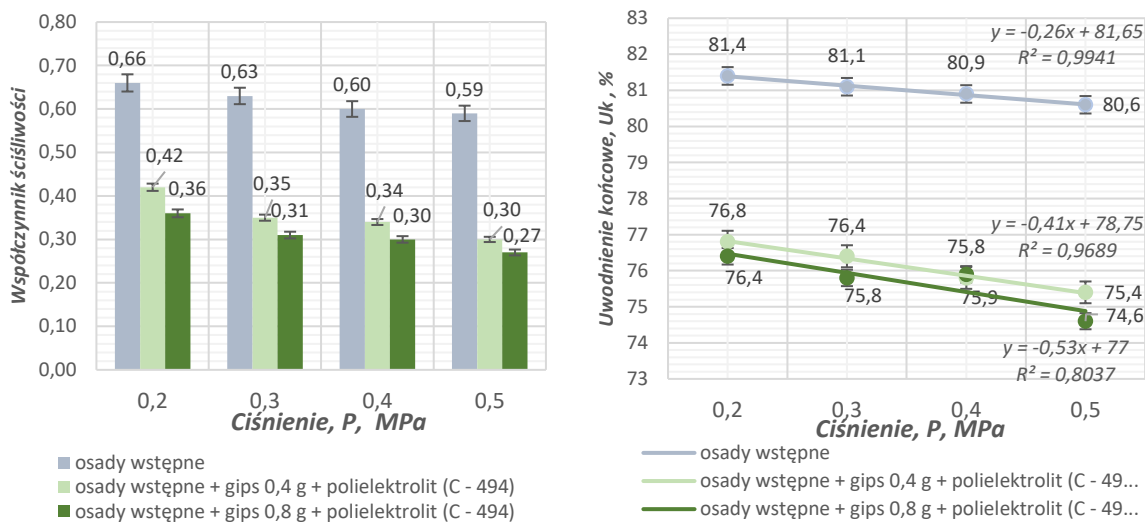 0,80
0,70
0,60
0,50
0,40
0,30
0,20
0,10
0,00
Współczynnik ściśliwości
0,66
0,63
0,60
0,59
0,42
0,36
0,35
0,31
0,34
0,30
0,30
0,27
0,2 0,3 0,4 0,5
Ciśnienie, P, MPa
osady wstępne
osady wstępne + gips 0,4 g + polielektrolit (C - 494)
osady wstępne + gips 0,8 g + polielektrolit (C - 494)
83
82
81
80
79
78
77
76
75
74
73
Uwodnienie końcowe, Uk , %
y = -0,26x + 81,65
R² = 0,9941
81,4
81,1
80,9
80,6
76,8
76,4
75,8
75,4
y = -0,41x + 78,75
R² = 0,9689
76,4
75,8
75,9
74,6
y = -0,53x + 77
R² = 0,8037
0,2 0,3 0,4 0,5
Ciśnienie, P, MPa
osady wstępne
osady wstępne + gips 0,4 g + polielektrolit (C - 49...
osady wstępne + gips 0,8 g + polielektrolit (C - 49...